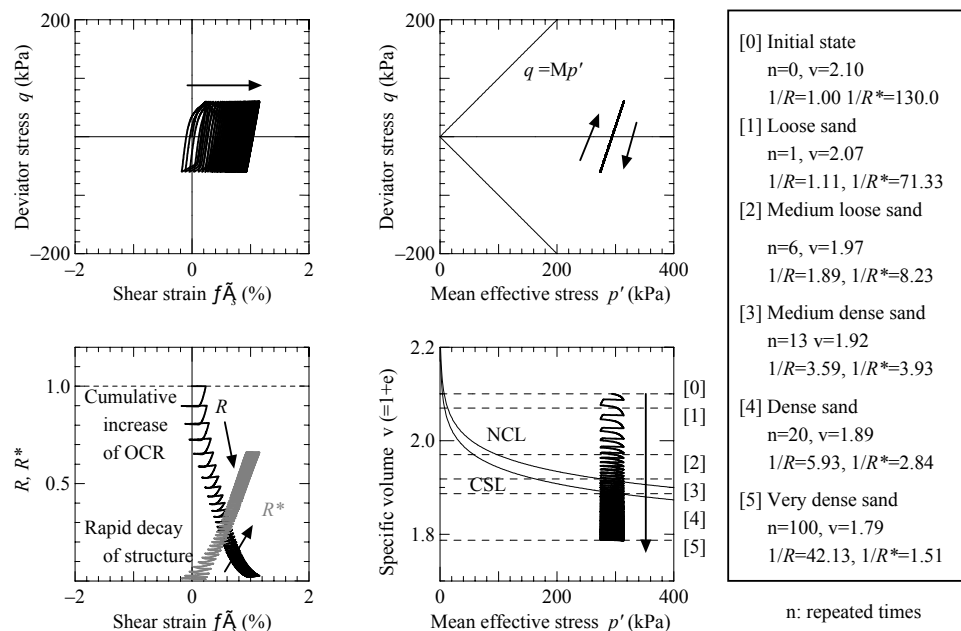 200
Deviator stress q (kPa)
−200
−2
0
2
Shear strain ƒÃs (%)
200
Deviator stress q (kPa)
q =Mp′
−200
0
200
400
Mean effective stress p′ (kPa)
1.0
0.5
R, R*
Cumulative
increase
of OCR
R
Rapid decay
of structure
R*
−2
0
2
Shear strain ƒÃs (%)
2.2
2.0
1.8
Specific volume v (=1+e)
NCL
CSL
[0]
[1]
[2]
[3]
[4]
[5]
0
200
400
Mean effective stress p′ (kPa)
[0] Initial state
n=0, v=2.10
1/R=1.00 1/R*=130.0
[1] Loose sand
n=1, v=2.07
1/R=1.11, 1/R*=71.33
[2] Medium loose sand
n=6, v=1.97
1/R=1.89, 1/R*=8.23
[3] Medium dense sand
n=13 v=1.92
1/R=3.59, 1/R*=3.93
[4] Dense sand
n=20, v=1.89
1/R=5.93, 1/R*=2.84
[5] Very dense sand
n=100, v=1.79
1/R=42.13, 1/R*=1.51
n: repeated times